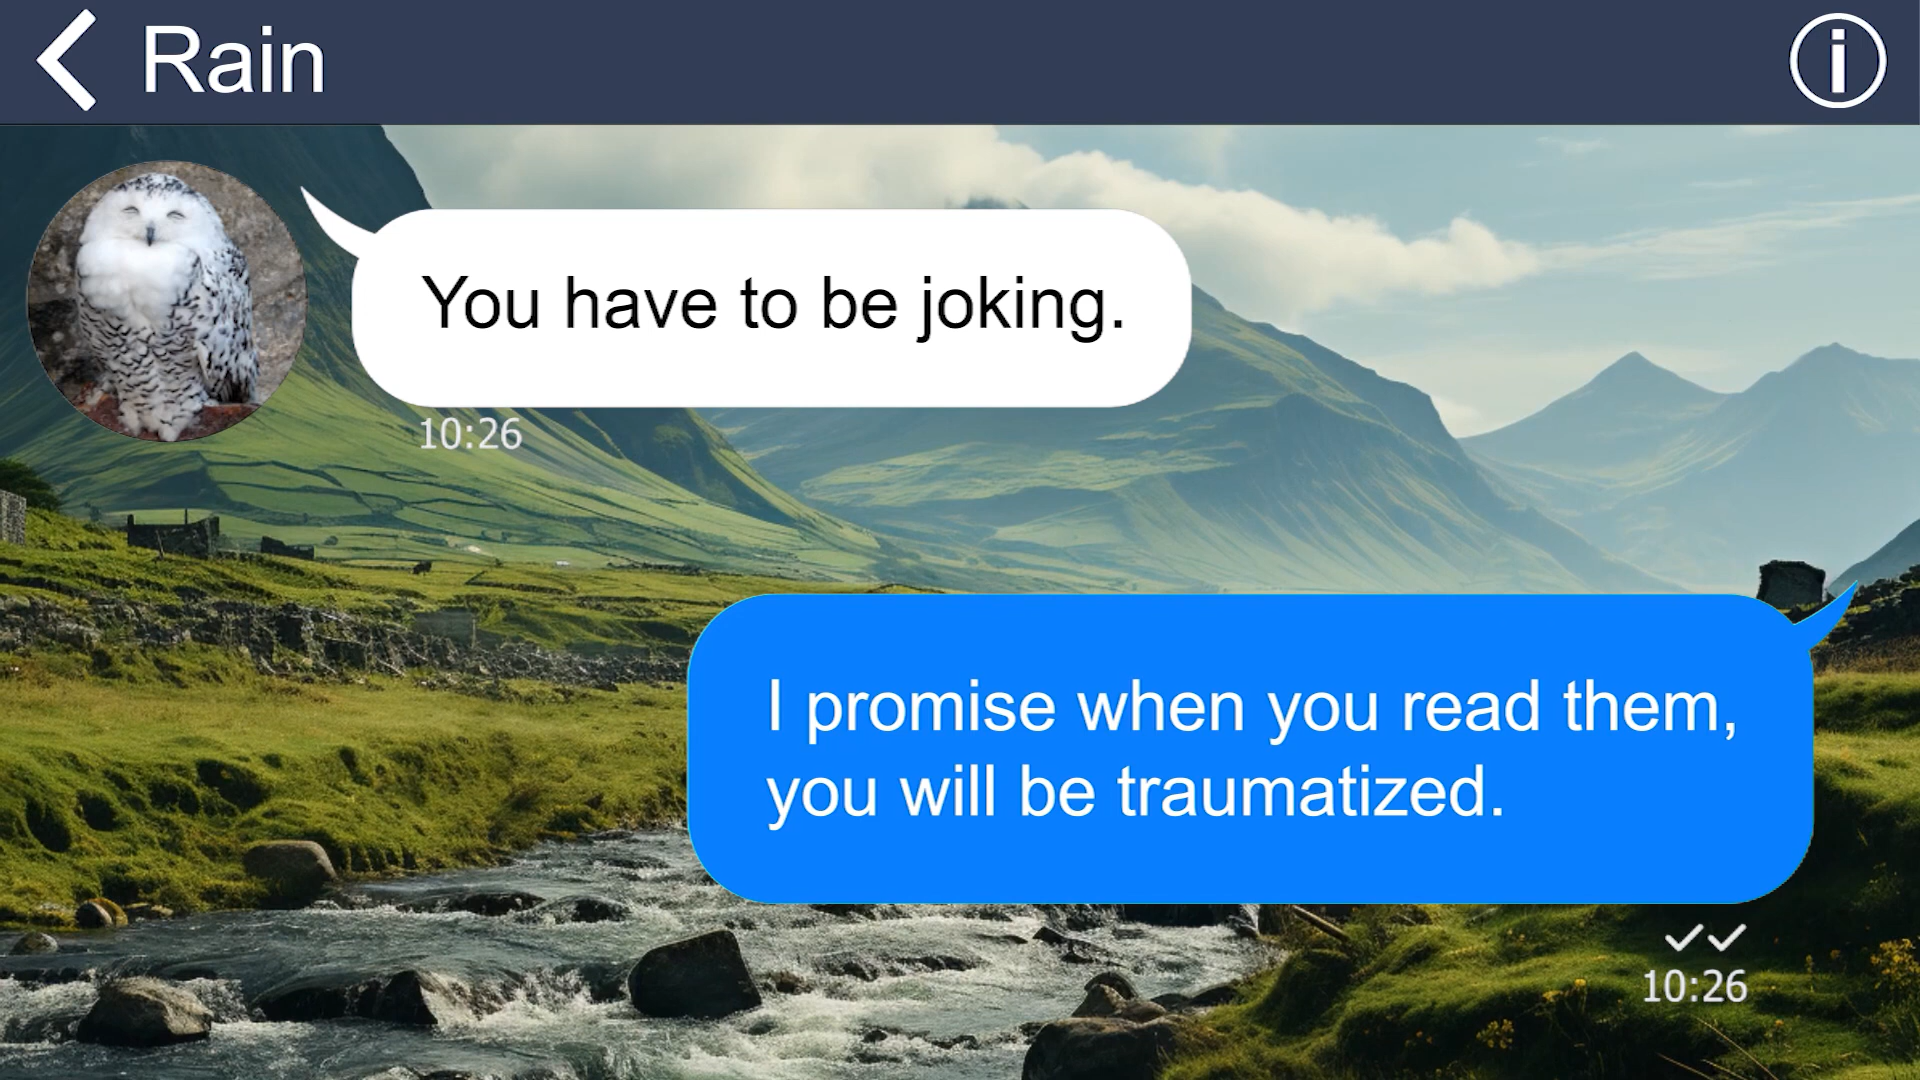 Rain
You have to be joking.
10:26
I promise when you read them,
you will be traumatized.
10:26